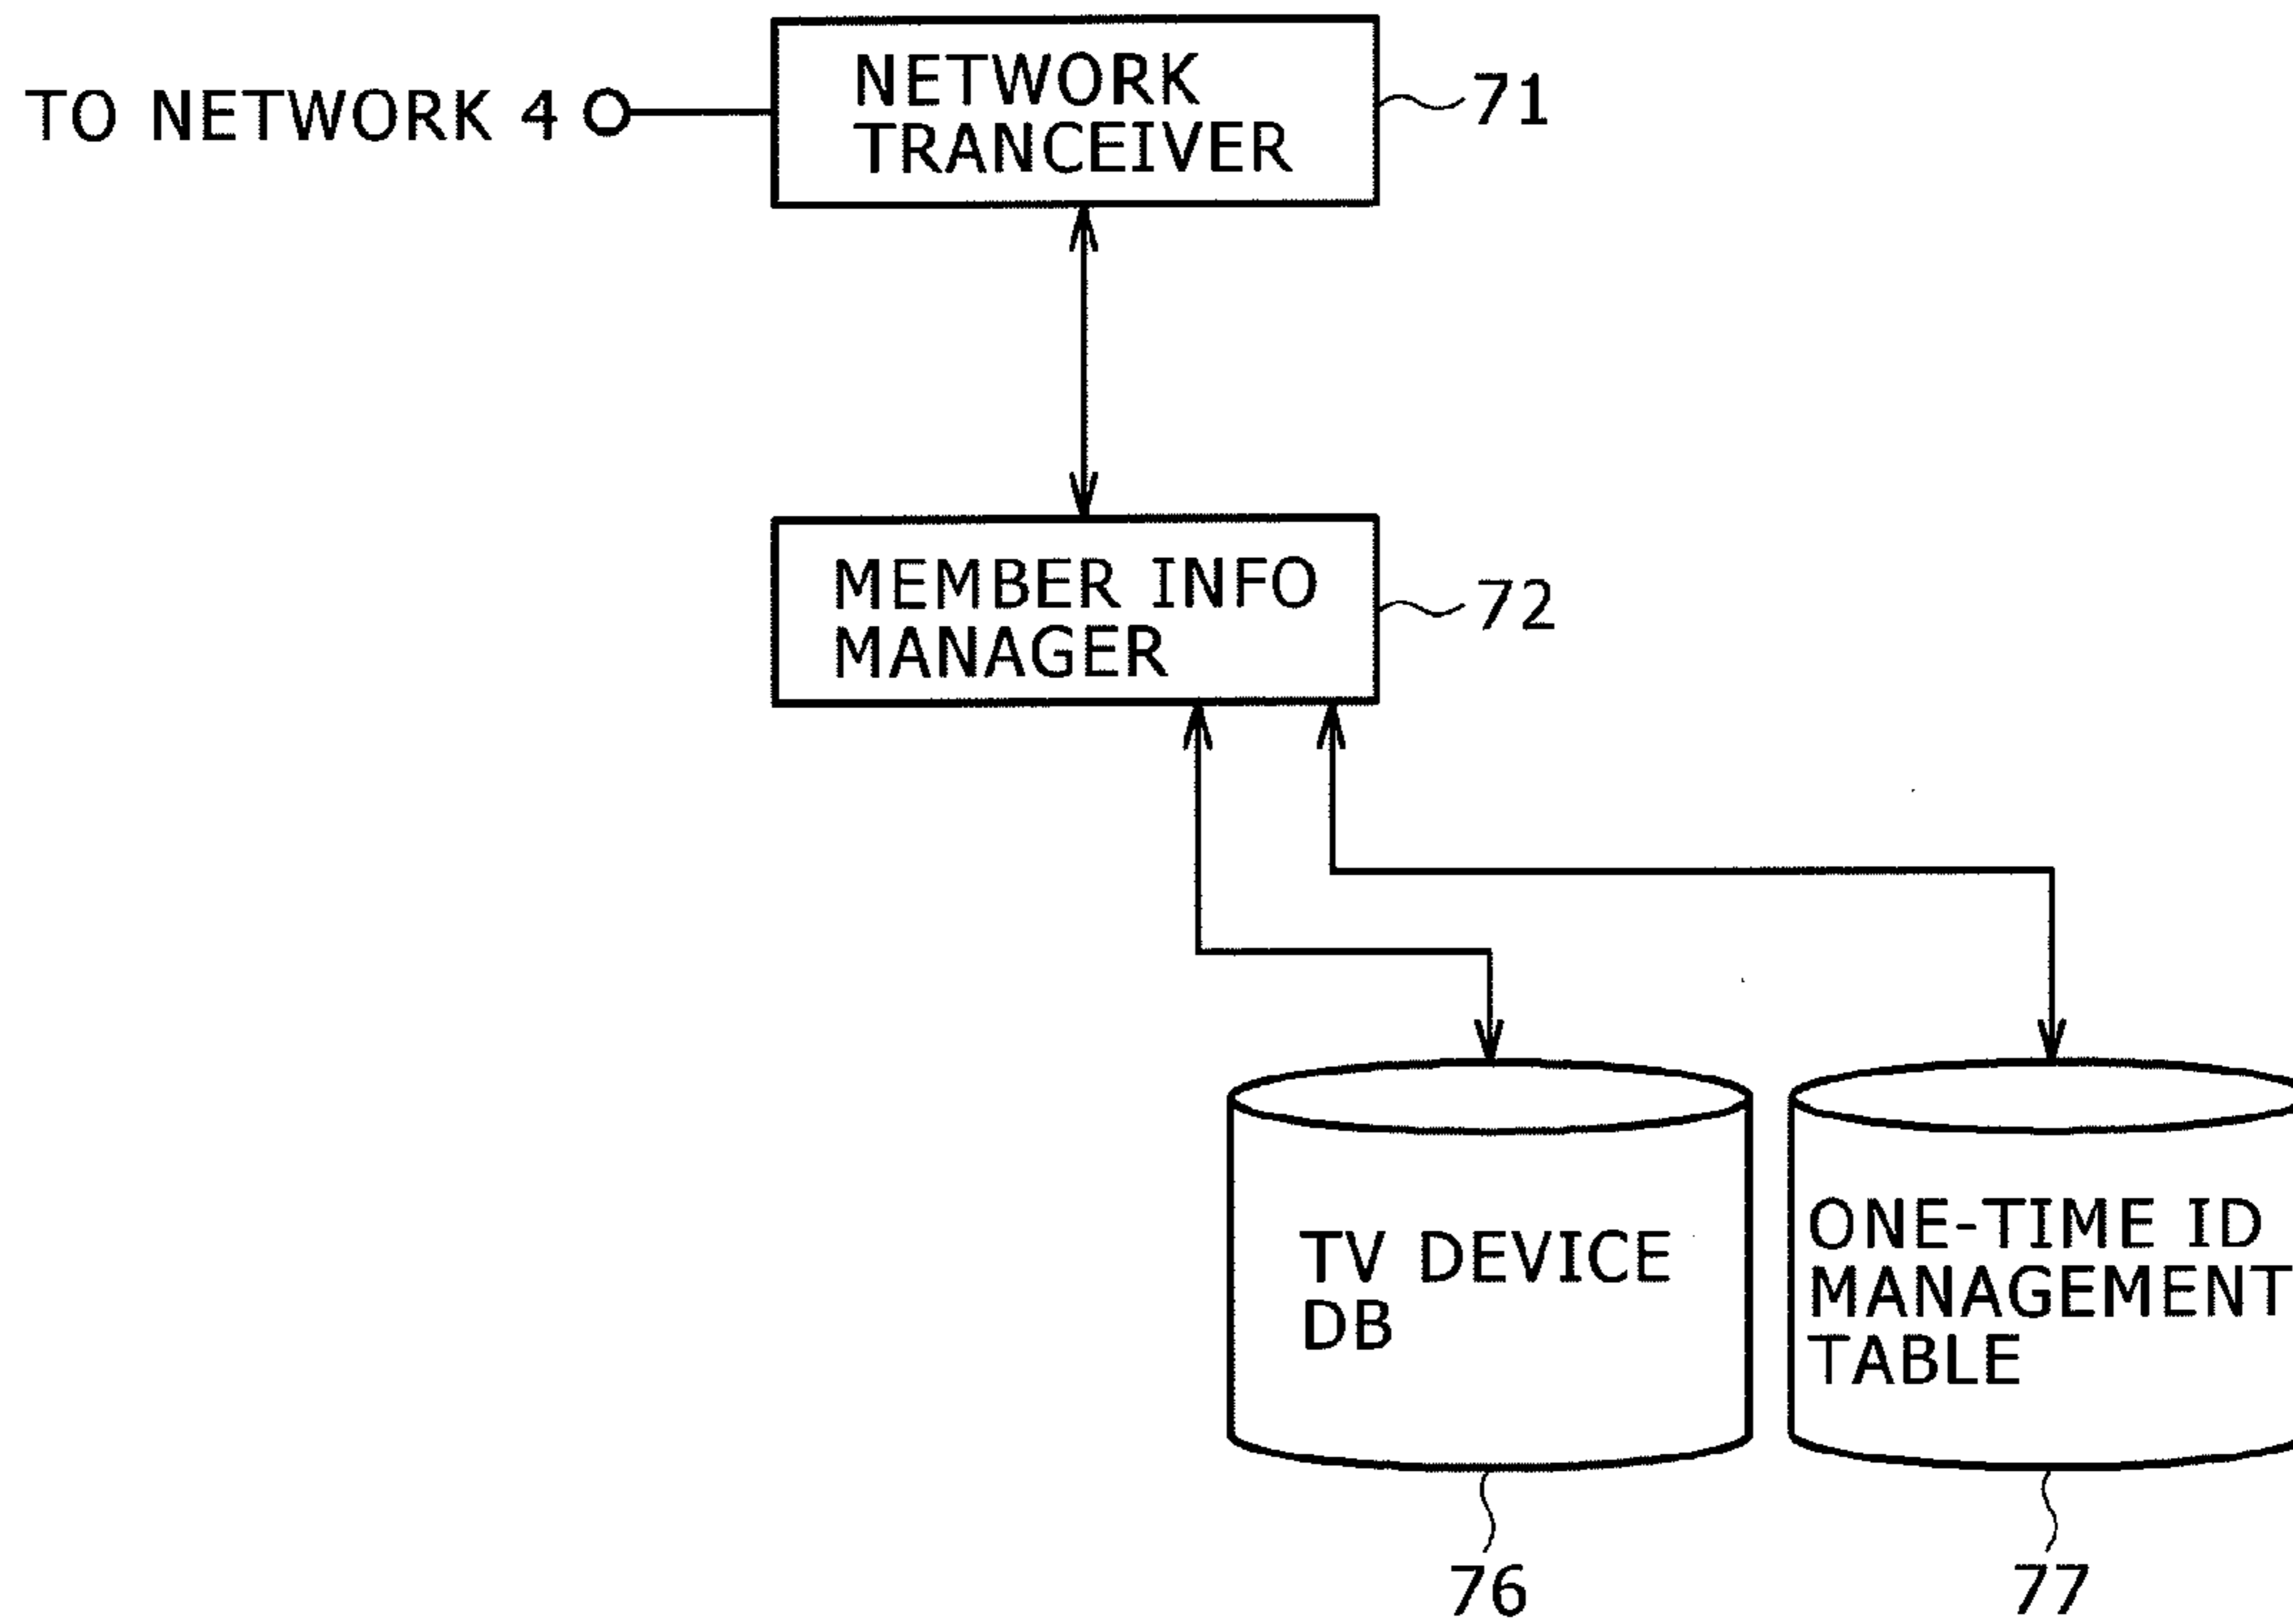 TO NETWORK 4
NETWORK
TRANCEIVER
71
MEMBER INFO
MANAGER
72
TV DEVICE
DB
ONE-TIME ID
MANAGEMENT
TABLE
76
77